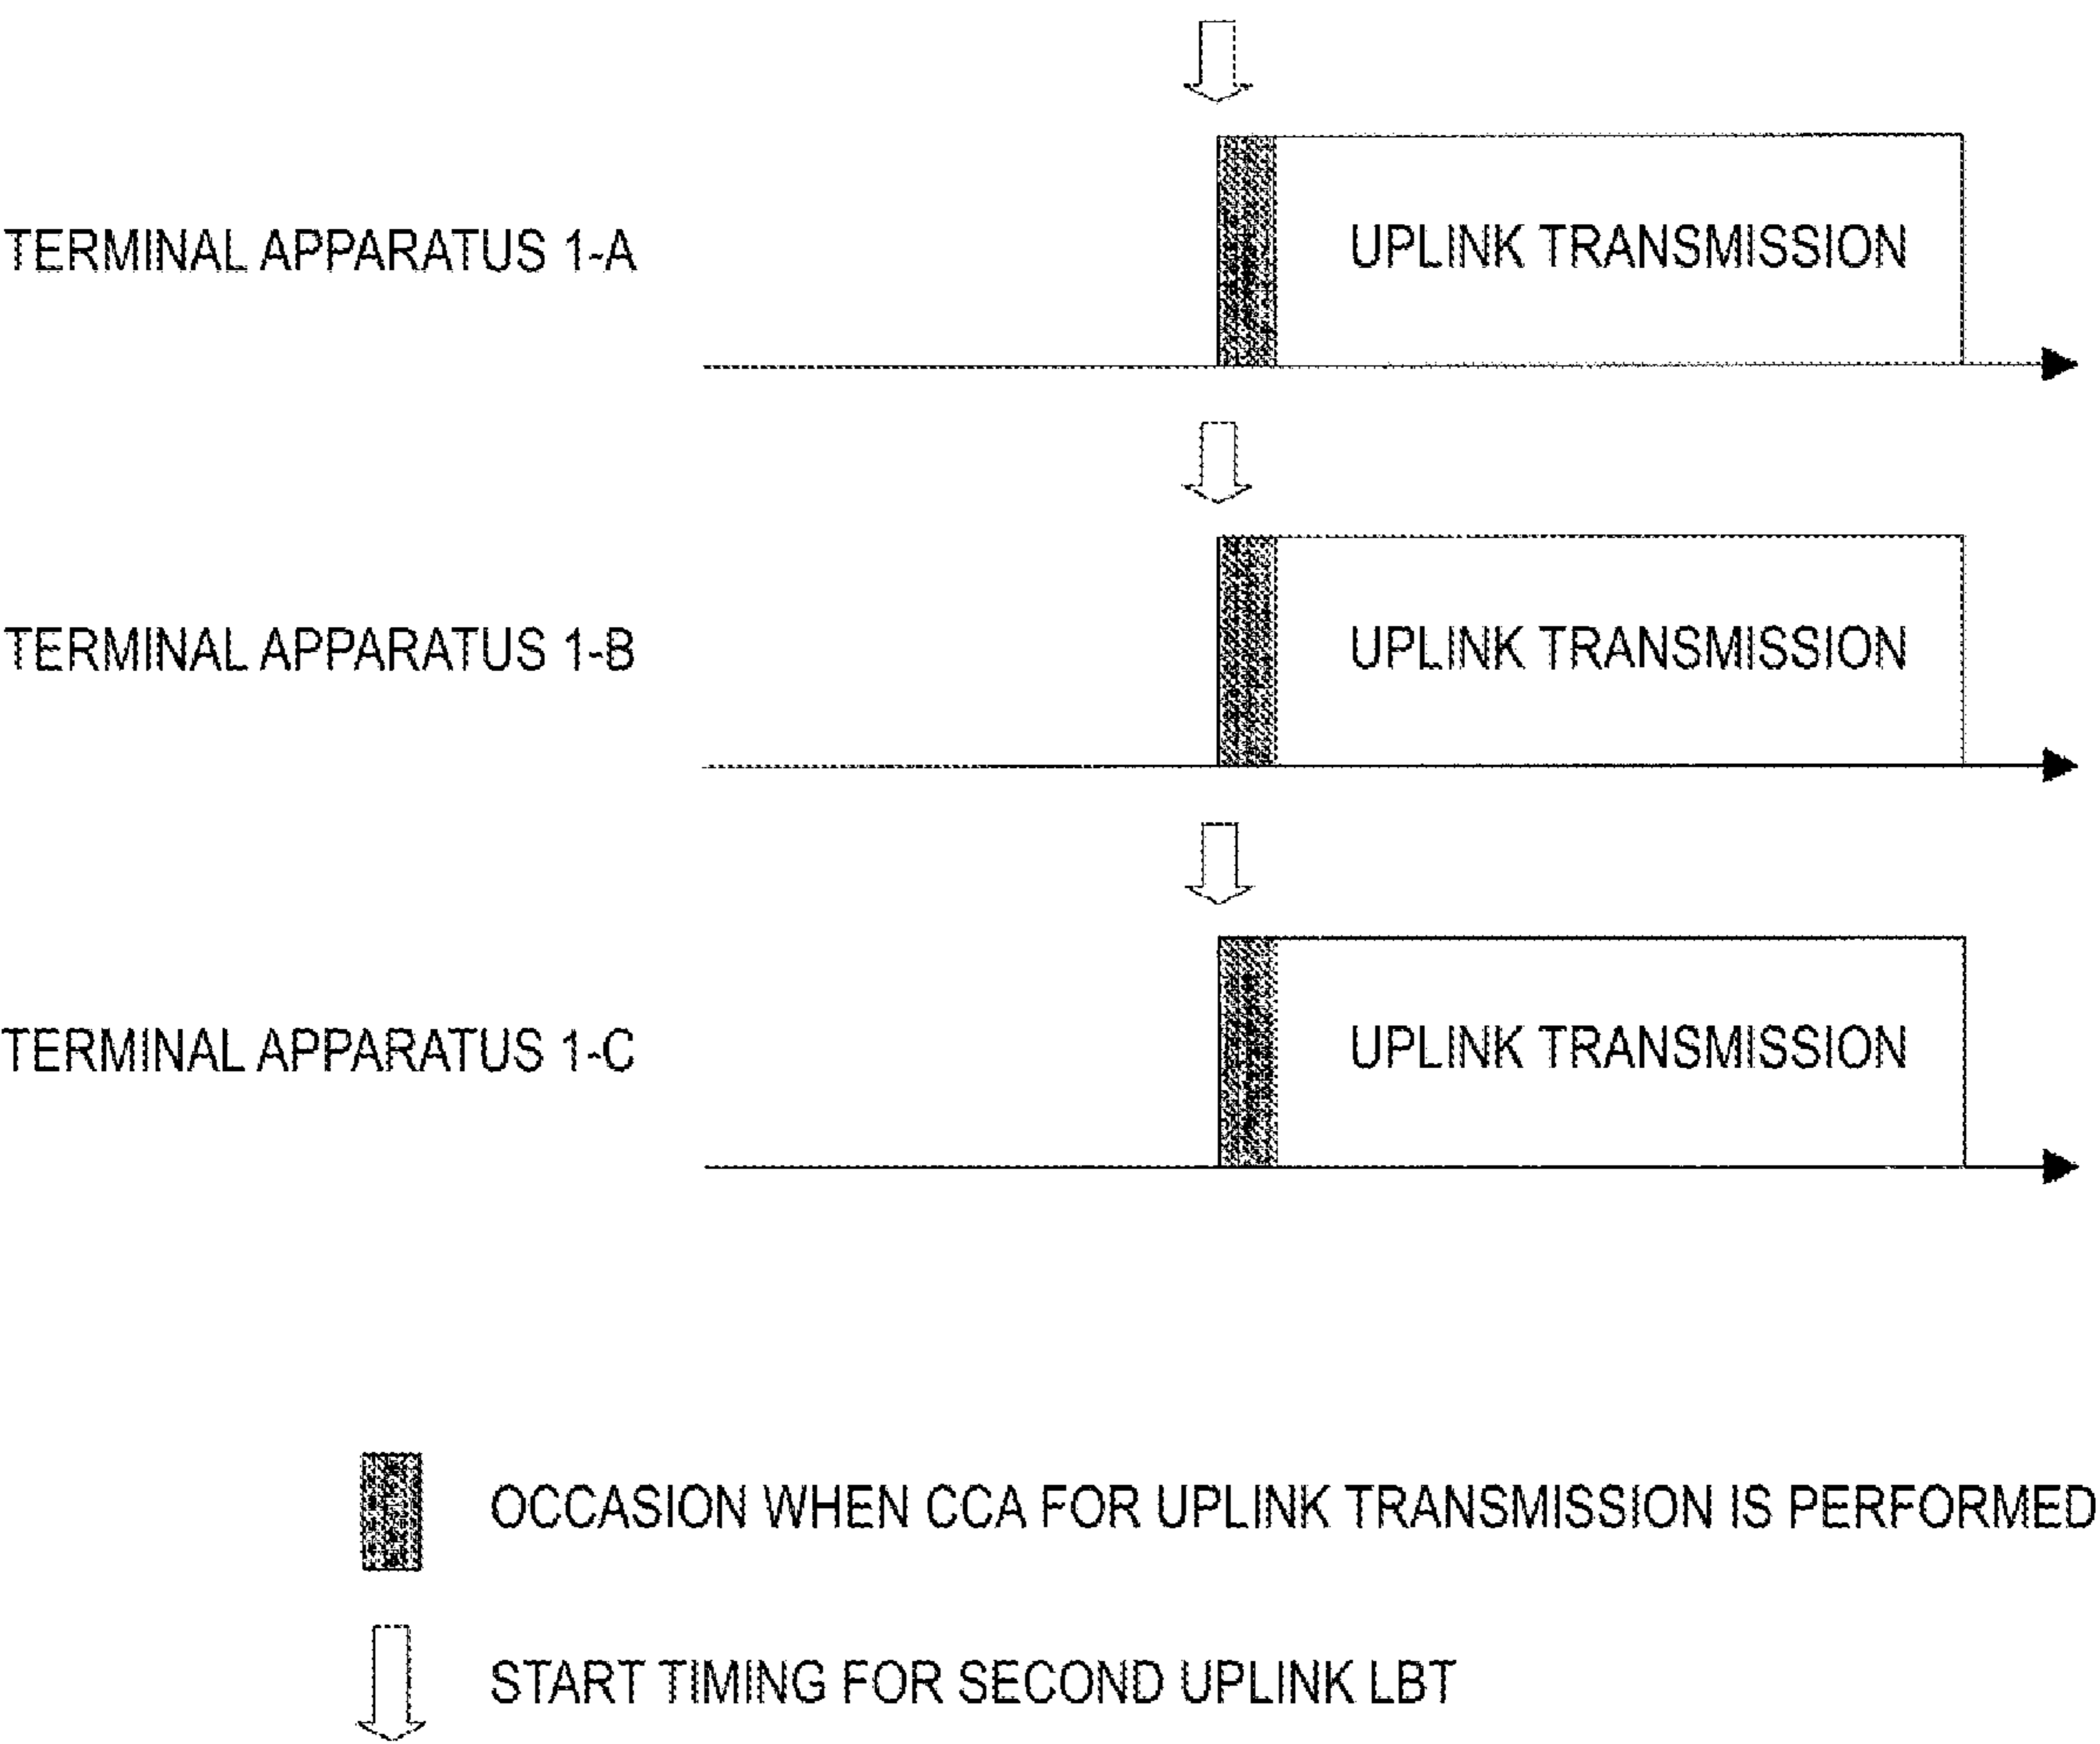 TERMINAL APPARATUS 1-A
UPLINK TRANSMISSION
TERMINAL APPARATUS 1-B
UPLINK TRANSMISSION
TERMINAL APPARATUS 1-C
UPLINK TRANSMISSION
OCCASION WHEN CCA FOR UPLINK TRANSMISSION IS PERFORMED
START TIMING FOR SECOND UPLINK LBT